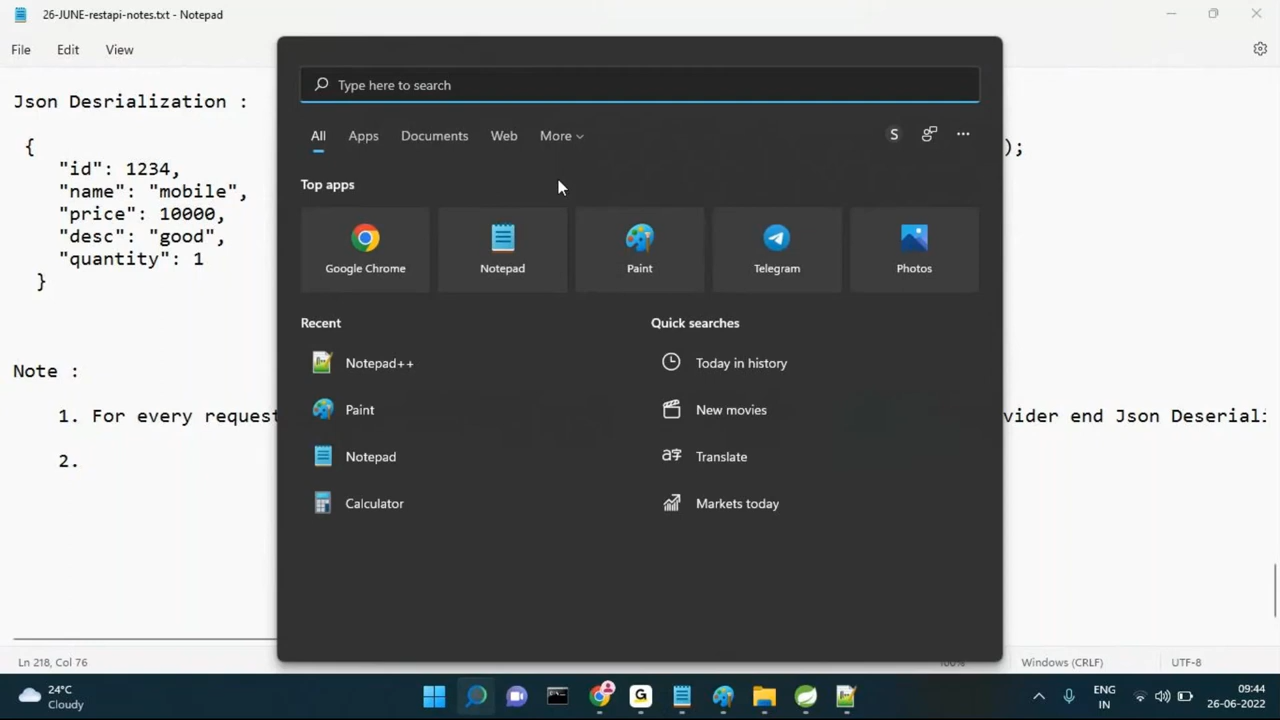 26-JUNE-restapi-notes.txt - Notepad
File Edit View
Json Desrialization :
{
"id": 1234,
"name": "mobile",
"price": 10000,
"desc": "good",
"quantity": 1
}
);
Note :
1. For every request
vider end Json Deseriali
2.
Type here to search
All Apps Documents Web More
S
Top apps
Google Chrome Notepad Paint Telegram Photos
Recent
Notepad++
Paint
Notepad
Calculator
Quick searches
Today in history
New movies
Translate
Markets today
Ln 218, Col 76
100%
Windows (CRLF)
UTF-8
24°C
Cloudy
G
ENG
IN
09:44
26-06-2022